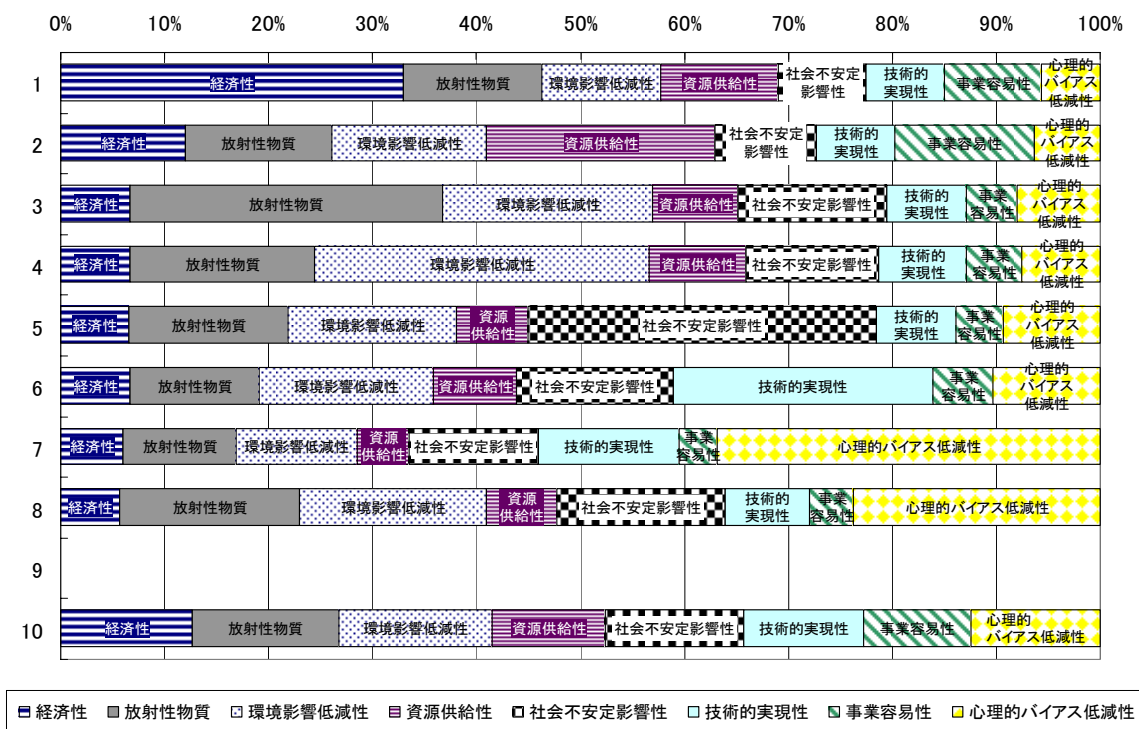 0% 10% 20% 30% 40% 50% 60% 70% 80% 90% 100%
1 経済性 放射性物質 環境影響低減性 資源供給性 社会不安定影響性 技術的実現性 事業容易性 心理的バイアス低減性
2 経済性 放射性物質 環境影響低減性 資源供給性 社会不安定影響性 技術的実現性 事業容易性 心理的バイアス低減性
3 経済性 放射性物質 環境影響低減性 資源供給性 社会不安定影響性 技術的実現性 事業容易性 心理的バイアス低減性
4 経済性 放射性物質 環境影響低減性 資源供給性 社会不安定影響性 技術的実現性 事業容易性 心理的バイアス低減性
5 経済性 放射性物質 環境影響低減性 資源供給性 社会不安定影響性 技術的実現性 事業容易性 心理的バイアス低減性
6 経済性 放射性物質 環境影響低減性 資源供給性 社会不安定影響性 技術的実現性 事業容易性 心理的バイアス低減性
7 経済性 放射性物質 環境影響低減性 資源供給性 社会不安定影響性 技術的実現性 事業容易性 心理的バイアス低減性
8 経済性 放射性物質 環境影響低減性 資源供給性 社会不安定影響性 技術的実現性 事業容易性 心理的バイアス低減性
9
10 経済性 放射性物質 環境影響低減性 資源供給性 社会不安定影響性 技術的実現性 事業容易性 心理的バイアス低減性
経済性 放射性物質 環境影響低減性 資源供給性 社会不安定影響性 技術的実現性 事業容易性 心理的バイアス低減性